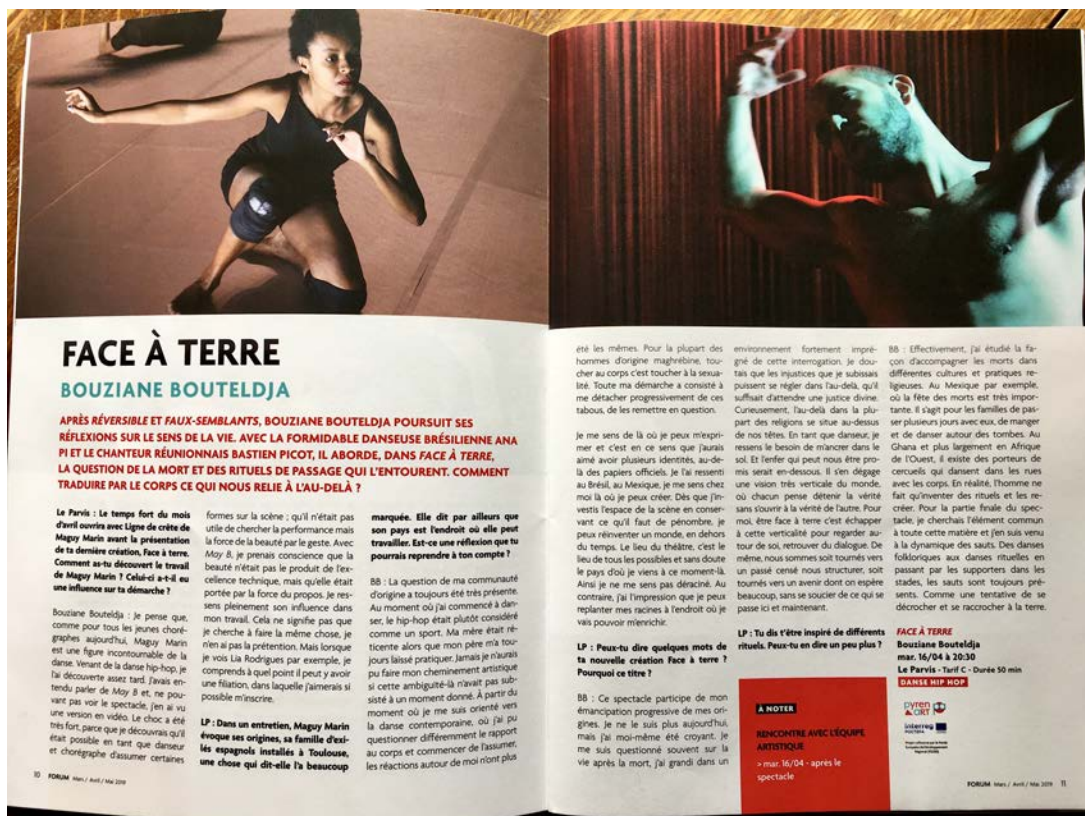 FACE À TERRE
BOUZIANE BOUTELDJA
APRÈS RÉVERSIBLE ET FAUX-SEMBLANTS, BOUZIANE BOUTELDJA POURSUIT SES
RÉFLEXIONS SUR LE SENS DE LA VIE. AVEC LA FORMIDABLE DANSEUSE BRÉSILIENNE ANA
PI ET LE CHANTEUR RÉUNIONNAIS BASTIEN PICOT, IL ABORDE, DANS FACE À TERRE,
LA QUESTION DE LA MORT ET DES RITUELS DE PASSAGE QUI L'ENTOURENT. COMMENT
TRADUIRE PAR LE CORPS CE QUI NOUS RELIE À L'AU-DELÀ ?
Le Parvis : Le temps fort du mois
d'avril ouvrira avec Ligne de crête de
Maguy Marin avant la présentation
de ta dernière création, Face à terre.
Comment as-tu découvert le travail
de Maguy Marin ? Celui-ci a-t-il eu
une influence sur ta démarche ?
Bouziane Bouteldja : Je pense que,
comme pour tous les jeunes choré-
graphes aujourd'hui, Maguy Marin
est une figure incontournable de la
danse. Venant de la danse hip-hop, je
l'ai découverte assez tard. J'avais en-
tendu parler de May B et, ne pou-
vant pas voir le spectacle, j'en ai vu
une version en vidéo. Le choc a été
très fort, parce que je découvrais qu'il
était possible en tant que danseur
et chorégraphe d'assumer certaines
formes sur la scène ; qu'il n'était pas
utile de chercher la performance mais
la force de la beauté par le geste. Avec
May B, je prenais conscience que la
beauté n'était pas le produit de l'ex-
cellence technique, mais qu'elle était
portée par la force du propos. Je res-
sens pleinement son influence dans
mon travail. Cela ne signifie pas que
je cherche à faire la même chose, je
n'en ai pas la prétention. Mais lorsque
je vois Lia Rodrigues par exemple, je
comprends à quel point il peut y avoir
une filiation, dans laquelle j'aimerais si
possible m'inscrire.
LP : Dans un entretien, Maguy Marin
évoque ses origines, sa famille d'exi-
lés espagnols installés à Toulouse,
une chose qui dit-elle l'a beaucoup
marquée. Elle dit par ailleurs que
son pays est l'endroit où elle peut
travailler. Est-ce une réflexion que tu
pourrais reprendre à ton compte ?
BB : La question de ma communauté
d'origine a toujours été très présente.
Au moment où j'ai commencé à dan-
ser, le hip-hop était plutôt considéré
comme un sport. Ma mère était ré-
ticente alors que mon père m'a tou-
jours laissé pratiquer. Jamais je n'aurais
pu faire mon cheminement artistique
si cette ambiguïté-là n'avait pas sub-
sisté à un moment donné. À partir du
moment où je me suis orienté vers
la danse contemporaine, où j'ai pu
questionner différemment le rapport
au corps et commencer de l'assumer,
les réactions autour de moi n'ont plus
10 FORUM Mars / Avril / Mai 2019
été les mêmes. Pour la plupart des
hommes d'origine maghrébine, tou-
cher au corps c'est toucher à la sexua-
lité. Toute ma démarche a consisté à
me détacher progressivement de ces
tabous, de les remettre en question.
Je me sens de là où je peux m'expri-
mer et c'est en ce sens que j'aurais
aimé avoir plusieurs identités, au-de-
là des papiers officiels. Je l'ai ressenti
au Brésil, au Mexique, je me sens chez
moi là où je peux créer. Dès que j'in-
vestis l'espace de la scène en conser-
vant ce qu'il faut de pénombre, je
peux réinventer un monde, en dehors
du temps. Le lieu du théâtre, c'est le
lieu de tous les possibles et sans doute
le pays d'où je viens à ce moment-là.
Ainsi je ne me sens pas déraciné. Au
contraire, j'ai l'impression que je peux
replanter mes racines à l'endroit où je
vais pouvoir m'enrichir.
LP : Peux-tu dire quelques mots de
ta nouvelle création Face à terre ?
Pourquoi ce titre ?
BB : Ce spectacle participe de mon
émancipation progressive de mes ori-
gines. Je ne le suis plus aujourd'hui,
mais j'ai moi-même été croyant. Je
me suis questionné souvent sur la
vie après la mort, j'ai grandi dans un
environnement fortement impré-
gné de cette interrogation. Je dou-
tais que les injustices que je subissais
puissent se régler dans l'au-delà, qu'il
suffisait d'attendre une justice divine.
Curieusement, l'au-delà dans la plu-
part des religions se situe au-dessus
de nos têtes. En tant que danseur, je
ressens le besoin de m'ancrer dans le
sol. Et l'enfer qui peut nous être pro-
mis serait en-dessous. Il s'en dégage
une vision très verticale du monde,
où chacun pense détenir la vérité
sans s'ouvrir à la vérité de l'autre. Pour
moi, être face à terre c'est échapper
à cette verticalité pour regarder au-
tour de soi, retrouver du dialogue. De
même, nous sommes soit tournés vers
un passé censé nous structurer, soit
tournés vers un avenir dont on espère
beaucoup, sans se soucier de ce qui se
passe ici et maintenant.
LP : Tu dis t'être inspiré de différents
rituels. Peux-tu en dire un peu plus ?
À NOTER
RENCONTRE AVEC L'ÉQUIPE
ARTISTIQUE
> mar. 16/04 - après le
spectacle
BB : Effectivement, j'ai étudié la fa-
çon d'accompagner les morts dans
différentes cultures et pratiques re-
ligieuses. Au Mexique par exemple,
où la fête des morts est très impor-
tante. Il s'agit pour les familles de pas-
ser plusieurs jours avec eux, de manger
et de danser autour des tombes. Au
Ghana et plus largement en Afrique
de l'Ouest, il existe des porteurs de
cercueils qui dansent dans les rues
avec les corps. En réalité, l'homme ne
fait qu'inventer des rituels et les re-
créer. Pour la partie finale du spec-
tacle, je cherchais l'élément commun
à toute cette matière et j'en suis venu
à la dynamique des sauts. Des danses
folkloriques aux danses rituelles en
passant par les supporters dans les
stades, les sauts sont toujours pré-
sents. Comme une tentative de se
décrocher et se raccrocher à la terre.
FACE À TERRE
Bouziane Bouteldja
mar. 16/04 à 20:30
Le Parvis - Tarif C - Durée 50 min
DANSE HIP HOP
pyren
ART
Interreg
POCTEFA
FORUM Mars / Avril / Mai 2019 11